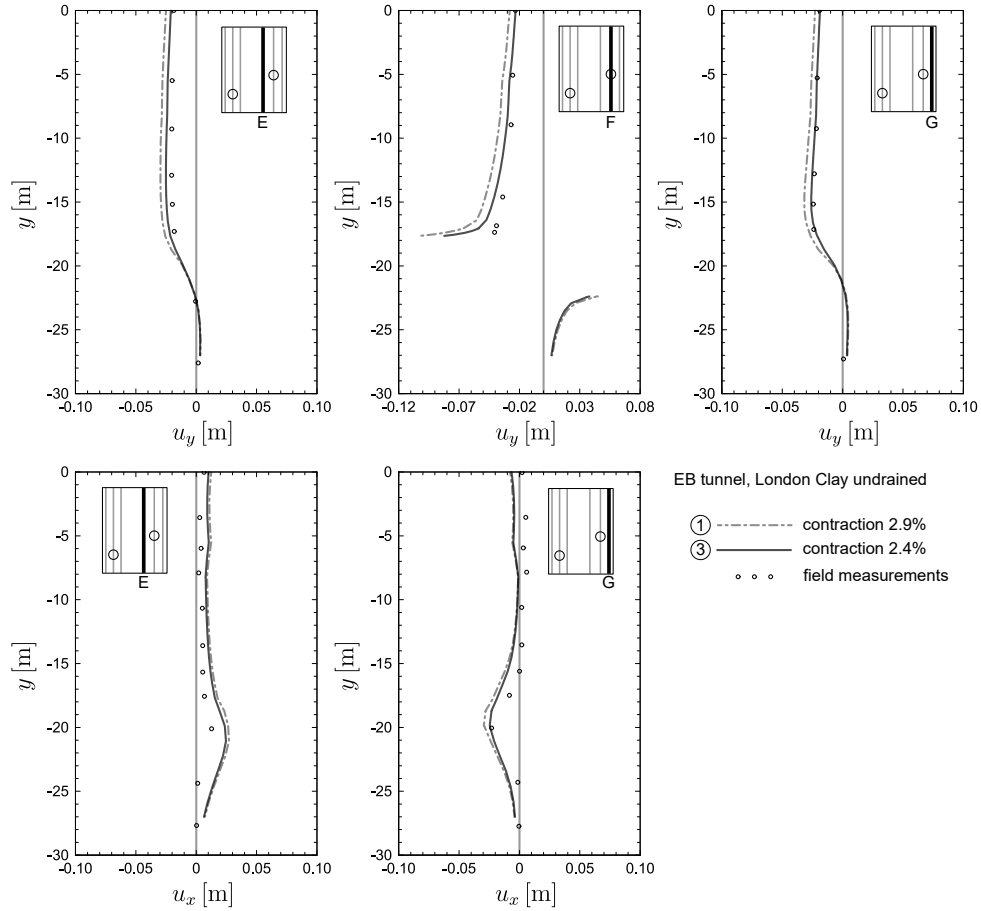 0
-5
-10
-15
-20
-25
-30
y [m]
-0.10 -0.05 0 0.05 0.10
u_y [m]
E
0
-5
-10
-15
-20
-25
-30
y [m]
-0.12 -0.07 -0.02 0.03 0.08
u_y [m]
F
0
-5
-10
-15
-20
-25
-30
y [m]
-0.10 -0.05 0 0.05 0.10
u_y [m]
G
0
-5
-10
-15
-20
-25
-30
y [m]
-0.10 -0.05 0 0.05 0.10
u_x [m]
E
0
-5
-10
-15
-20
-25
-30
y [m]
-0.10 -0.05 0 0.05 0.10
u_x [m]
G
EB tunnel, London Clay undrained
1 contraction 2.9%
3 contraction 2.4%
field measurements